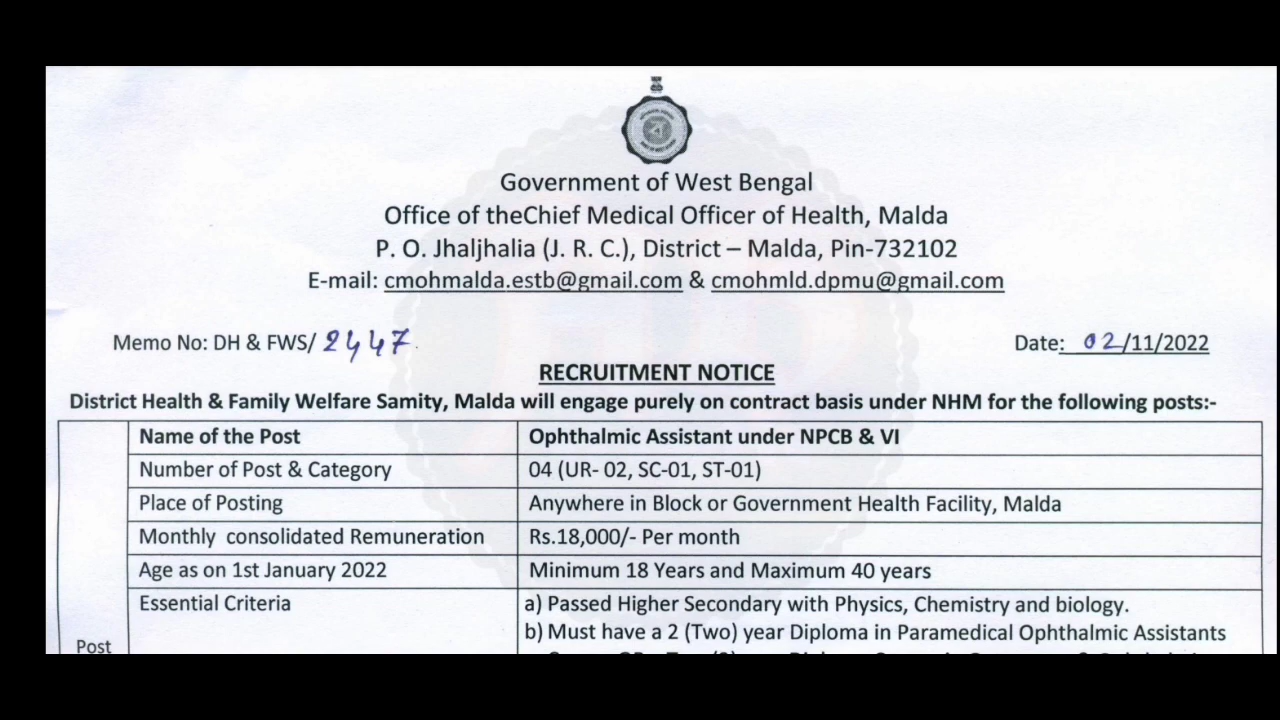 Government of West Bengal
Office of theChief Medical Officer of Health, Malda
P. O. Jhaljhalia (J. R. C.), District – Malda, Pin-732102
E-mail: cmohmalda.estb@gmail.com & cmohmld.dpmu@gmail.com
Memo No: DH & FWS/ 2447 Date: 02/11/2022
RECRUITMENT NOTICE
District Health & Family Welfare Samity, Malda will engage purely on contract basis under NHM for the following posts:-
Name of the Post Ophthalmic Assistant under NPCB & VI
Number of Post & Category 04 (UR- 02, SC-01, ST-01)
Place of Posting Anywhere in Block or Government Health Facility, Malda
Monthly consolidated Remuneration Rs.18,000/- Per month
Age as on 1st January 2022 Minimum 18 Years and Maximum 40 years
Essential Criteria a) Passed Higher Secondary with Physics, Chemistry and biology.
b) Must have a 2 (Two) year Diploma in Paramedical Ophthalmic Assistants
Post